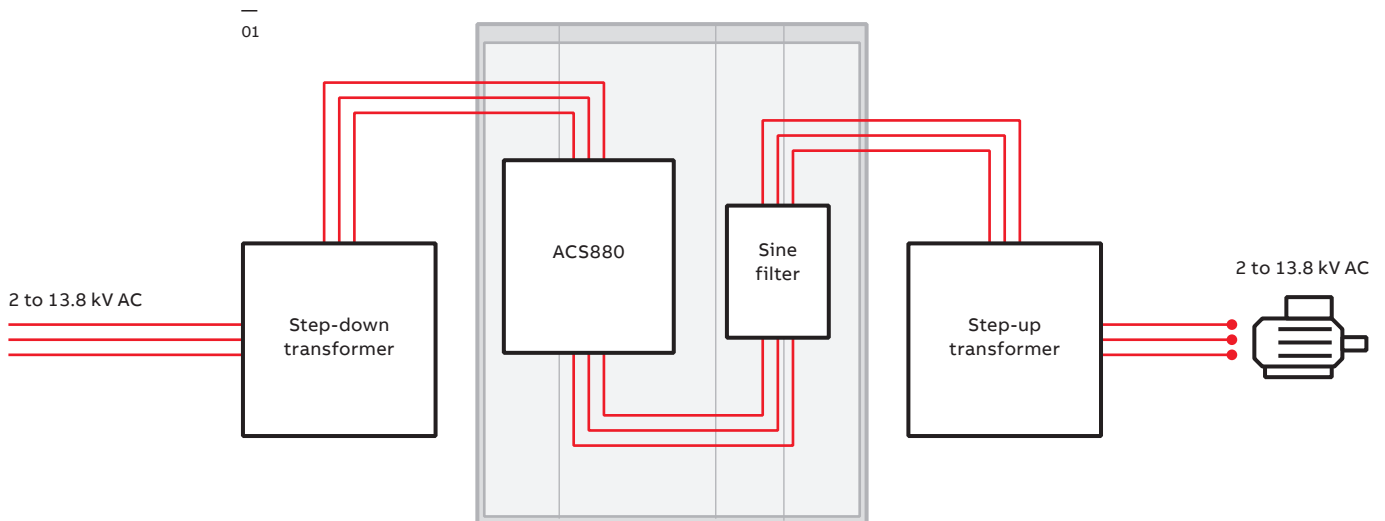 —
01
2 to 13.8 kV AC
Step-down
transformer
ACS880
Sine
filter
Step-up
transformer
2 to 13.8 kV AC